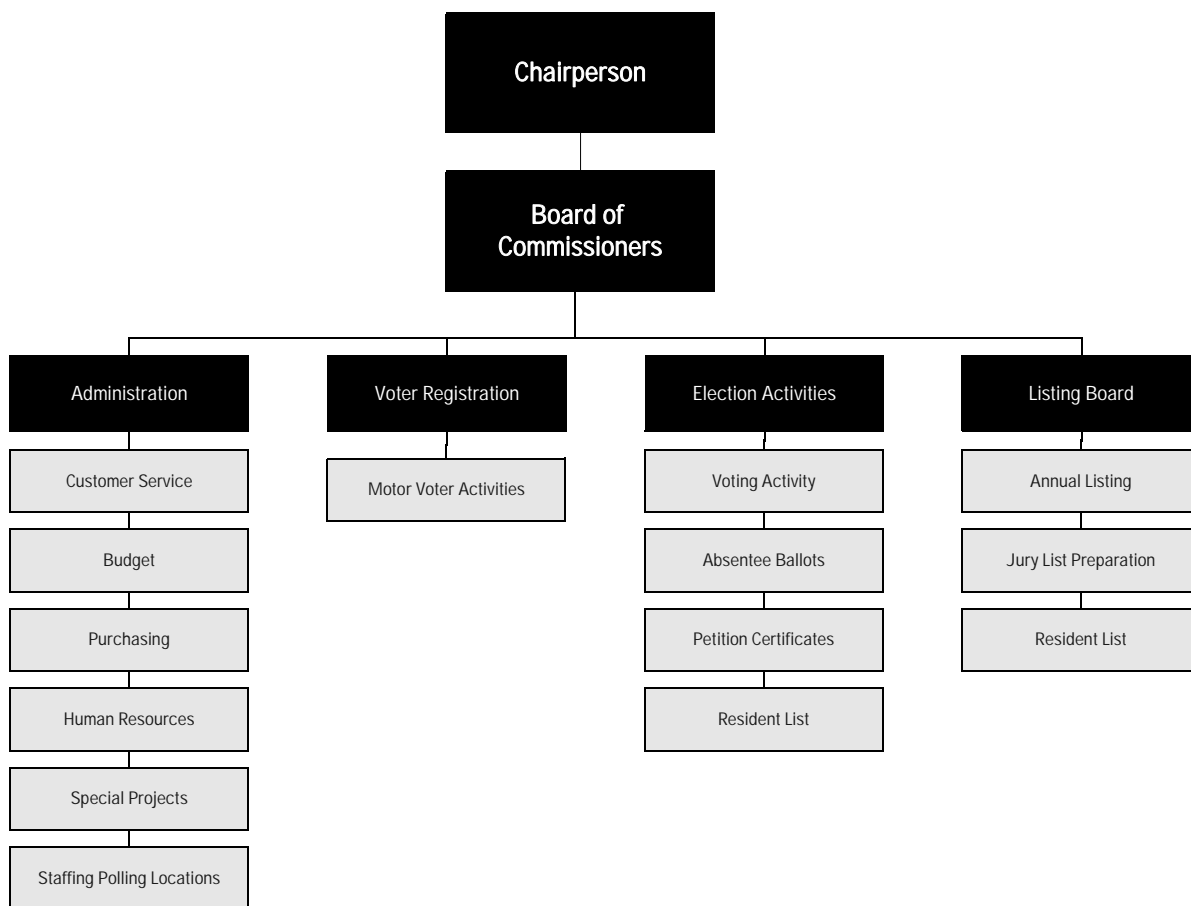 Chairperson
Board of
Commissioners
Administration
Customer Service
Budget
Purchasing
Human Resources
Special Projects
Staffing Polling Locations
Voter Registration
Motor Voter Activities
Election Activities
Voting Activity
Absentee Ballots
Petition Certificates
Resident List
Listing Board
Annual Listing
Jury List Preparation
Resident List